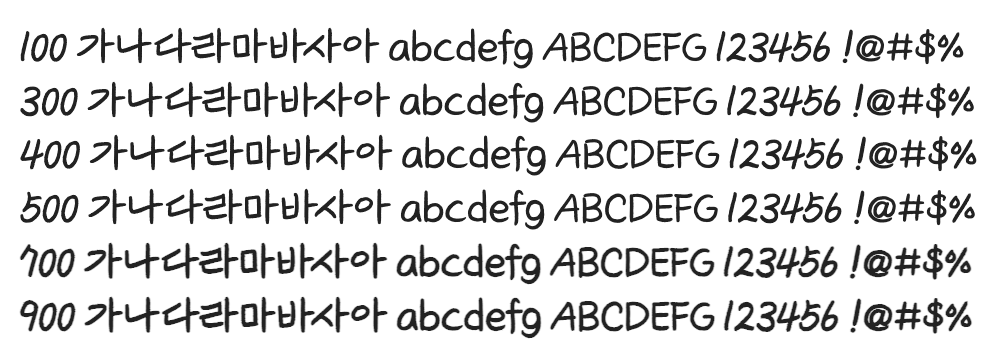 100 가나다라마바사아 abcdefg ABCDEFG 123456 !@#$%
300 가나다라마바사아 abcdefg ABCDEFG 123456 !@#$%
400 가나다라마바사아 abcdefg ABCDEFG 123456 !@#$%
500 가나다라마바사아 abcdefg ABCDEFG 123456 !@#$%
700 가나다라마바사아 abcdefg ABCDEFG 123456 !@#$%
900 가나다라마바사아 abcdefg ABCDEFG 123456 !@#$%